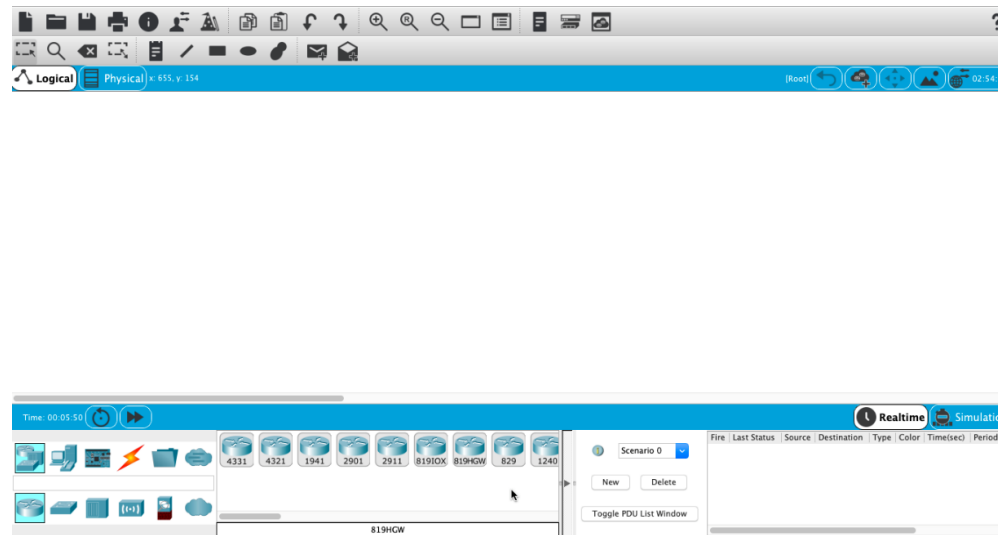 Logical Physical x: 655, y: 154 [Root] 02:54:
Time: 00:05:50 Realtime Simulatio
Fire Last Status Source Destination Type Color Time(sec) Period
4331 4321 1941 2901 2911 819IOX 819HGW 829 1240
Scenario 0
New Delete
Toggle PDU List Window
819HGW